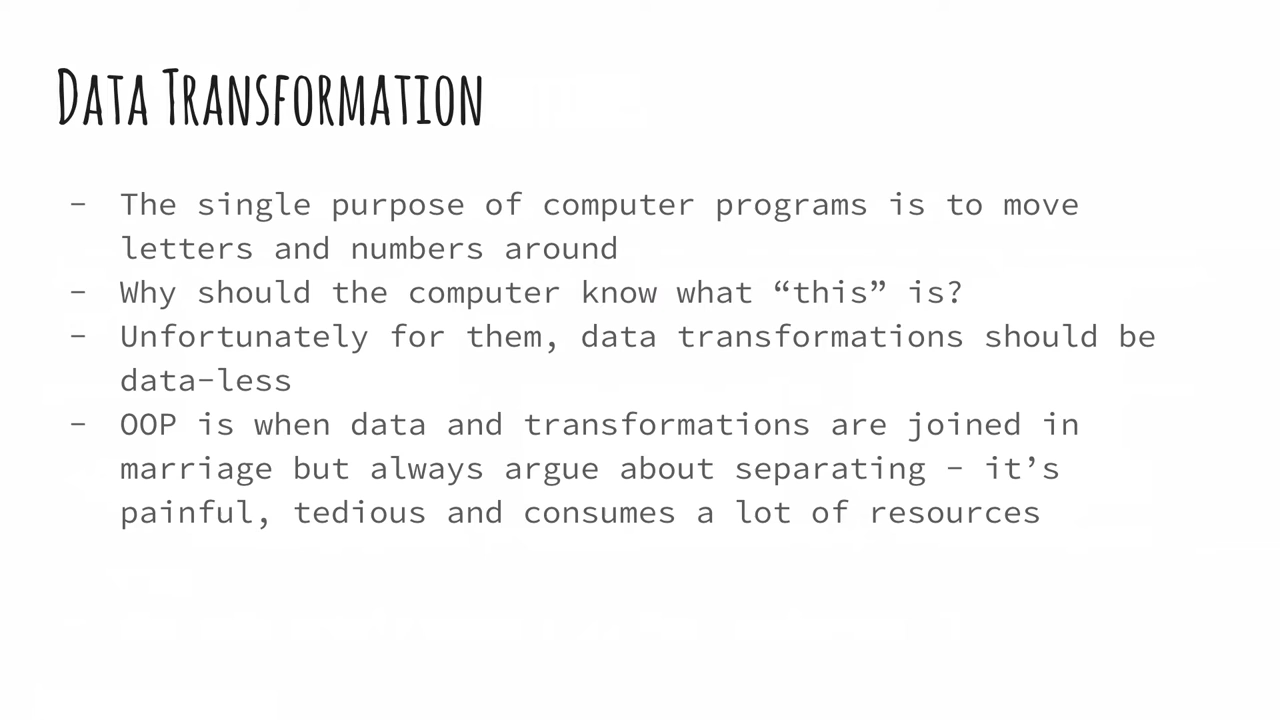 Data Transformation
- The single purpose of computer programs is to move
letters and numbers around
- Why should the computer know what “this” is?
- Unfortunately for them, data transformations should be
data-less
- OOP is when data and transformations are joined in
marriage but always argue about separating - it’s
painful, tedious and consumes a lot of resources